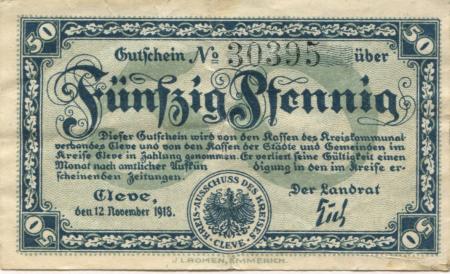 50 50
Gutschein № 30395 über
Fünfzig Pfennig
Dieser Gutschein wird von den Kassen des Kreiskommunal-
verbandes Cleve und von den Kassen der Städte und Gemeinden im
Kreise Cleve in Zahlung genommen. Er verliert seine Gültigkeit einen
Monat nach amtlicher Aufkün digung in den im Kreise er-
scheinenden Zeitungen.
Cleve, Der Landrat
den 12 November 1918.
KREIS-AUSSCHUSS DES KREISES
CLEVE
50 50
J.L.ROMEN, EMMERICH.